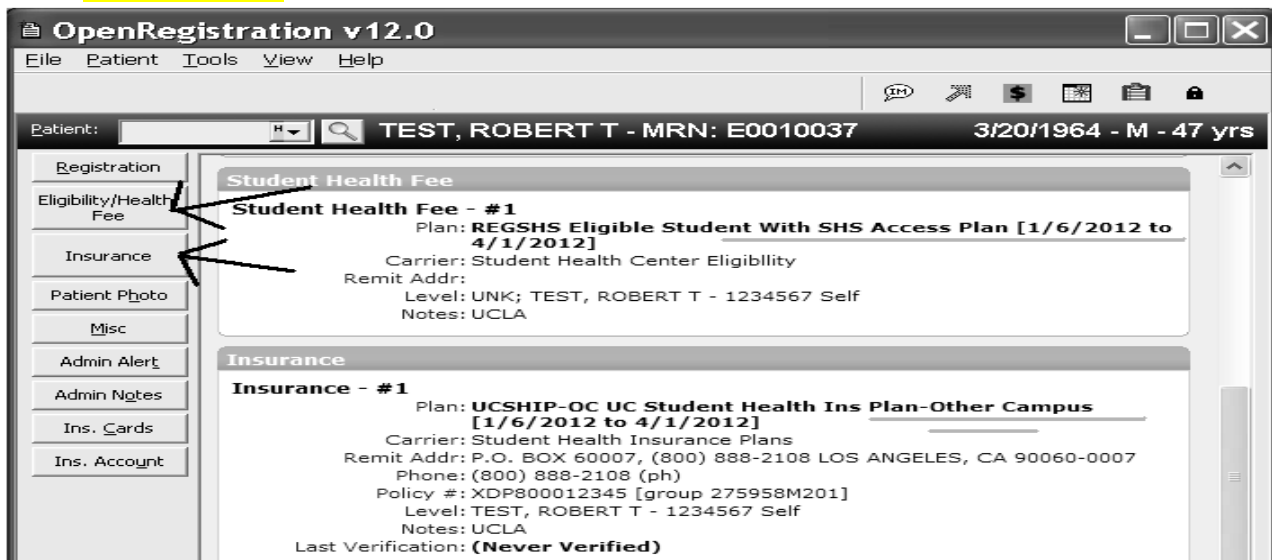 OpenRegistration v12.0
File Patient Tools View Help
IM $
Patient: H TEST, ROBERT T - MRN: E0010037 3/20/1964 - M - 47 yrs
Registration
Eligibility/Health
Fee
Insurance
Patient Photo
Misc
Admin Alert
Admin Notes
Ins. Cards
Ins. Account
Student Health Fee
Student Health Fee - #1
Plan: REGSHS Eligible Student With SHS Access Plan [1/6/2012 to
4/1/2012]
Carrier: Student Health Center Eligibllity
Remit Addr:
Level: UNK; TEST, ROBERT T - 1234567 Self
Notes: UCLA
Insurance
Insurance - #1
Plan: UCSHIP-OC UC Student Health Ins Plan-Other Campus
[1/6/2012 to 4/1/2012]
Carrier: Student Health Insurance Plans
Remit Addr: P.O. BOX 60007, (800) 888-2108 LOS ANGELES, CA 90060-0007
Phone: (800) 888-2108 (ph)
Policy #: XDP800012345 [group 275958M201]
Level: TEST, ROBERT T - 1234567 Self
Notes: UCLA
Last Verification: (Never Verified)